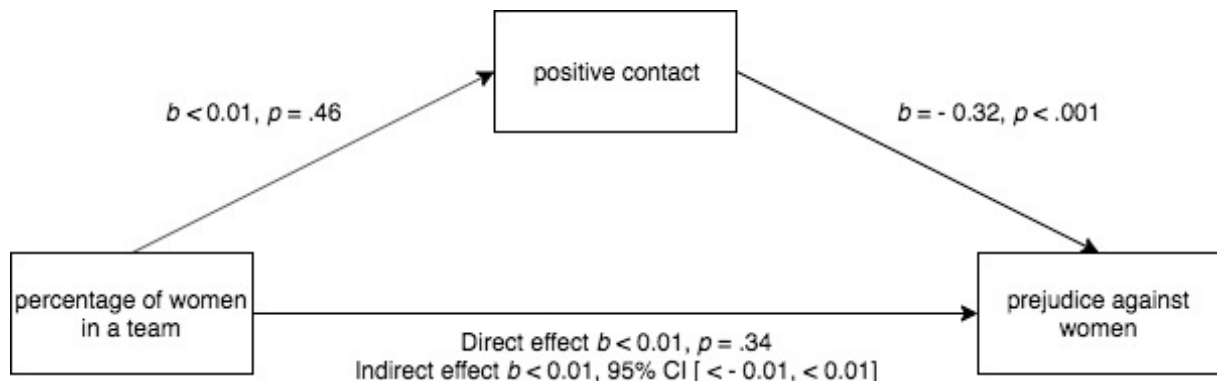 positive contact
b < 0.01, p = .46
b = - 0.32, p < .001
percentage of women
in a team
prejudice against
women
Direct effect b < 0.01, p = .34
Indirect effect b < 0.01, 95% CI [ < - 0.01, < 0.01]